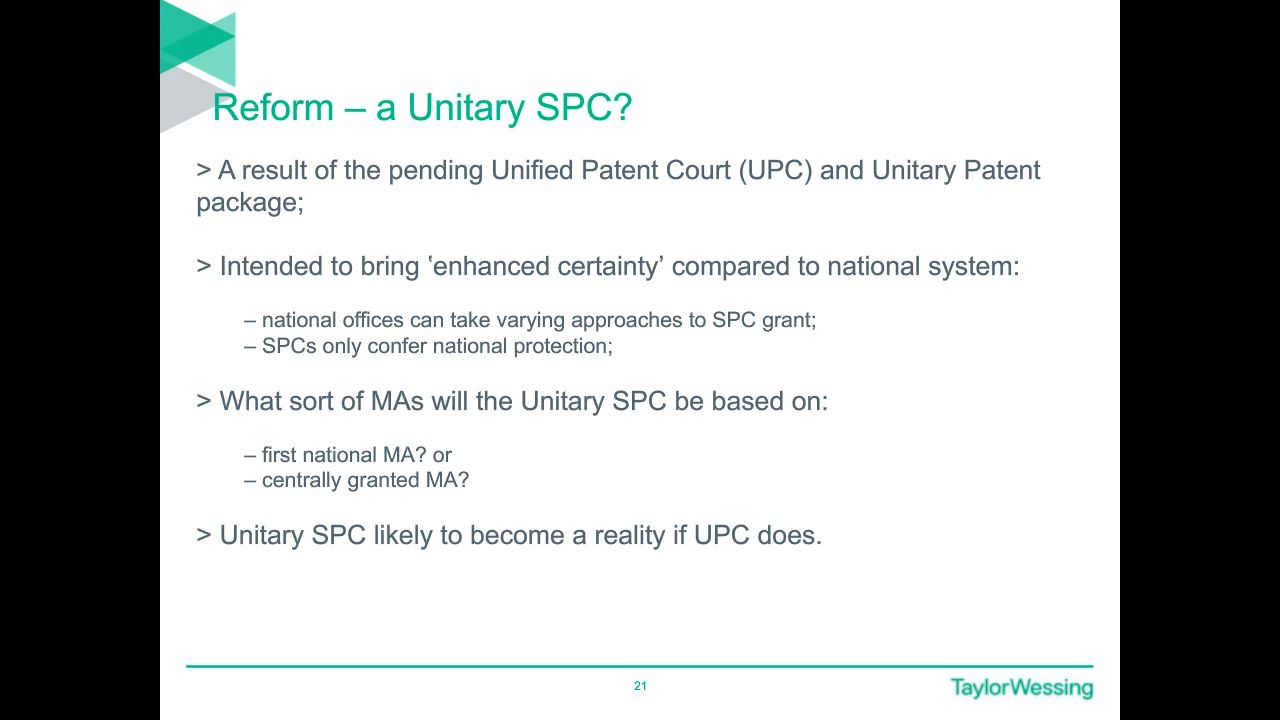 Reform – a Unitary SPC?
> A result of the pending Unified Patent Court (UPC) and Unitary Patent
package;
> Intended to bring ‛enhanced certainty’ compared to national system:
– national offices can take varying approaches to SPC grant;
– SPCs only confer national protection;
> What sort of MAs will the Unitary SPC be based on:
– first national MA? or
– centrally granted MA?
> Unitary SPC likely to become a reality if UPC does.
21
TaylorWessing